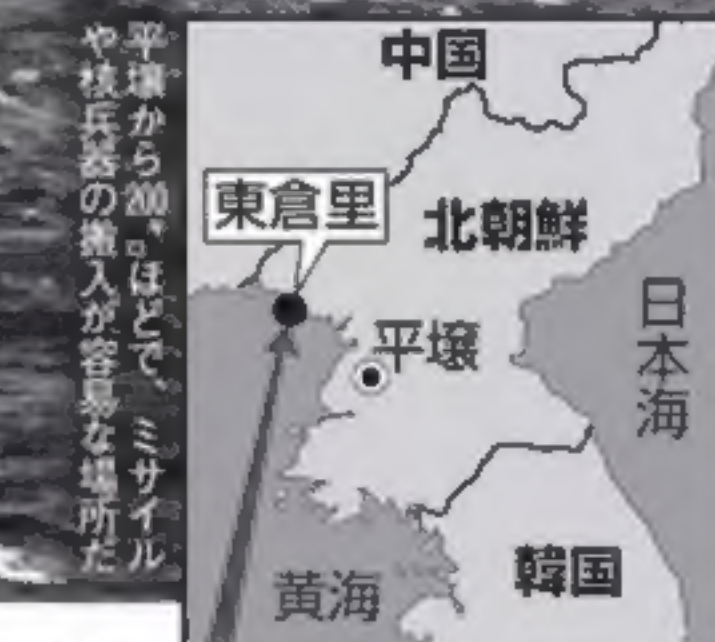 平壌から200㌔ほどで、ミサイル
や核兵器の搬入が容易な場所だ
中国
東倉里
北朝鮮
平壌
日本海
韓国
黄海